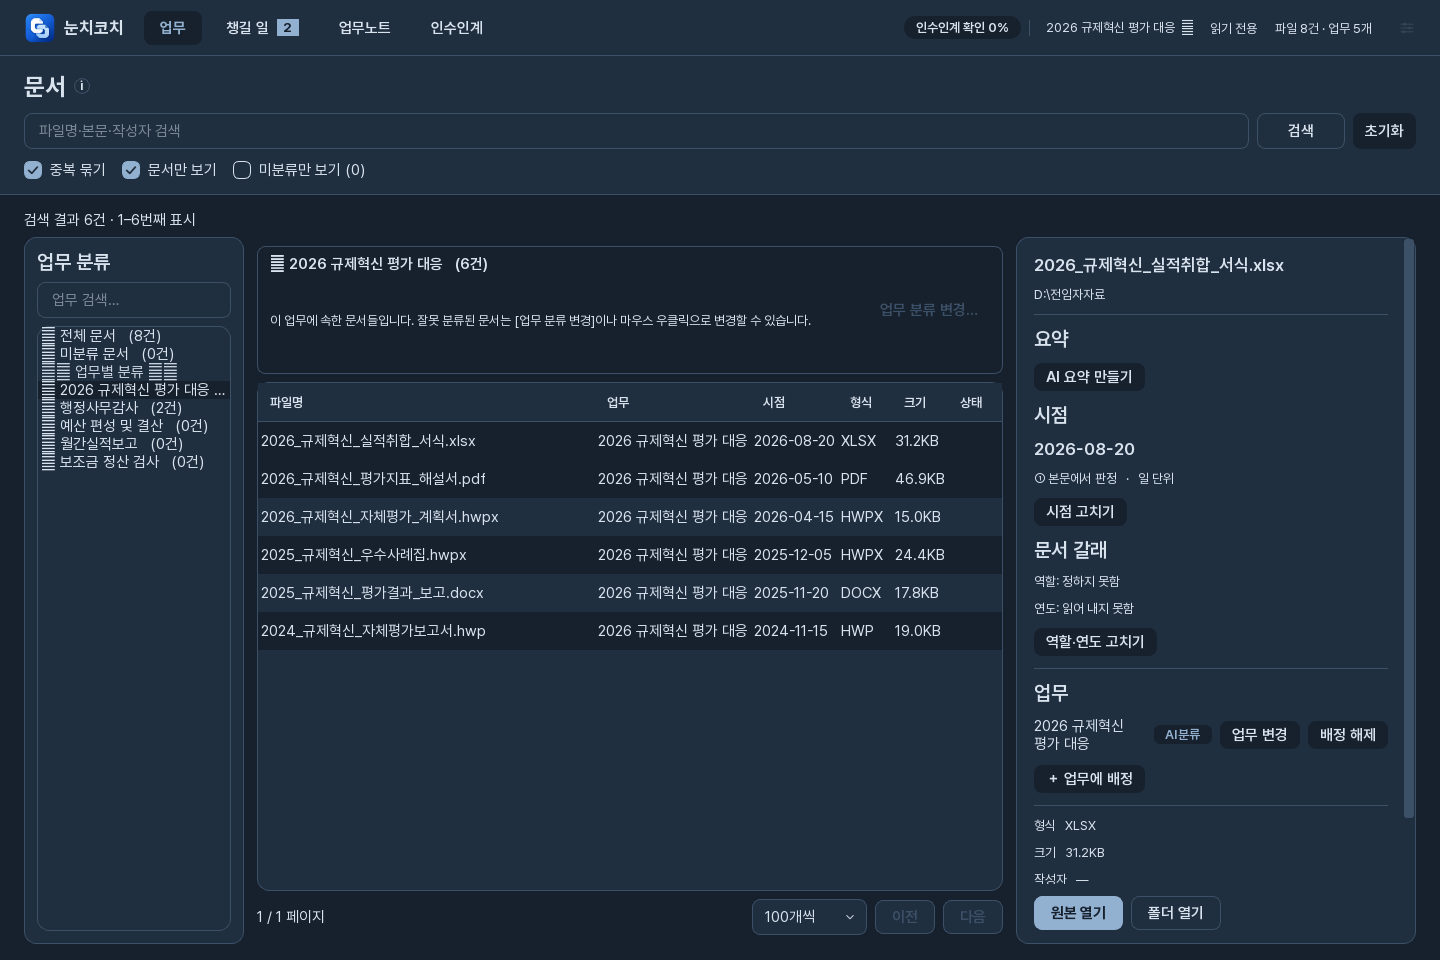 눈치코치 업무 챙길 일 2 업무노트 인수인계 인수인계 확인 0% 2026 규제혁신 평가 대응 읽기 전용 파일 8건 · 업무 5개
문서 i
파일명·본문·작성자 검색 검색 초기화
중복 묶기 문서만 보기 미분류만 보기 (0)
검색 결과 6건 · 1–6번째 표시
업무 분류
업무 검색...
전체 문서 (8건)
미분류 문서 (0건)
업무별 분류
2026 규제혁신 평가 대응 ...
행정사무감사 (2건)
예산 편성 및 결산 (0건)
월간실적보고 (0건)
보조금 정산 검사 (0건)
2026 규제혁신 평가 대응 (6건)
이 업무에 속한 문서들입니다. 잘못 분류된 문서는 [업무 분류 변경]이나 마우스 우클릭으로 변경할 수 있습니다.
업무 분류 변경...
파일명 업무 시점 형식 크기 상태
2026_규제혁신_실적취합_서식.xlsx 2026 규제혁신 평가 대응 2026-08-20 XLSX 31.2KB
2026_규제혁신_평가지표_해설서.pdf 2026 규제혁신 평가 대응 2026-05-10 PDF 46.9KB
2026_규제혁신_자체평가_계획서.hwpx 2026 규제혁신 평가 대응 2026-04-15 HWPX 15.0KB
2025_규제혁신_우수사례집.hwpx 2026 규제혁신 평가 대응 2025-12-05 HWPX 24.4KB
2025_규제혁신_평가결과_보고.docx 2026 규제혁신 평가 대응 2025-11-20 DOCX 17.8KB
2024_규제혁신_자체평가보고서.hwp 2026 규제혁신 평가 대응 2024-11-15 HWP 19.0KB
1 / 1 페이지 100개씩 이전 다음
2026_규제혁신_실적취합_서식.xlsx
D:\전임자자료
요약
AI 요약 만들기
시점
2026-08-20
① 본문에서 판정 · 일 단위
시점 고치기
문서 갈래
역할: 정하지 못함
연도: 읽어 내지 못함
역할·연도 고치기
업무
2026 규제혁신
평가 대응
AI분류 업무 변경 배정 해제
+ 업무에 배정
형식 XLSX
크기 31.2KB
작성자 —
원본 열기 폴더 열기